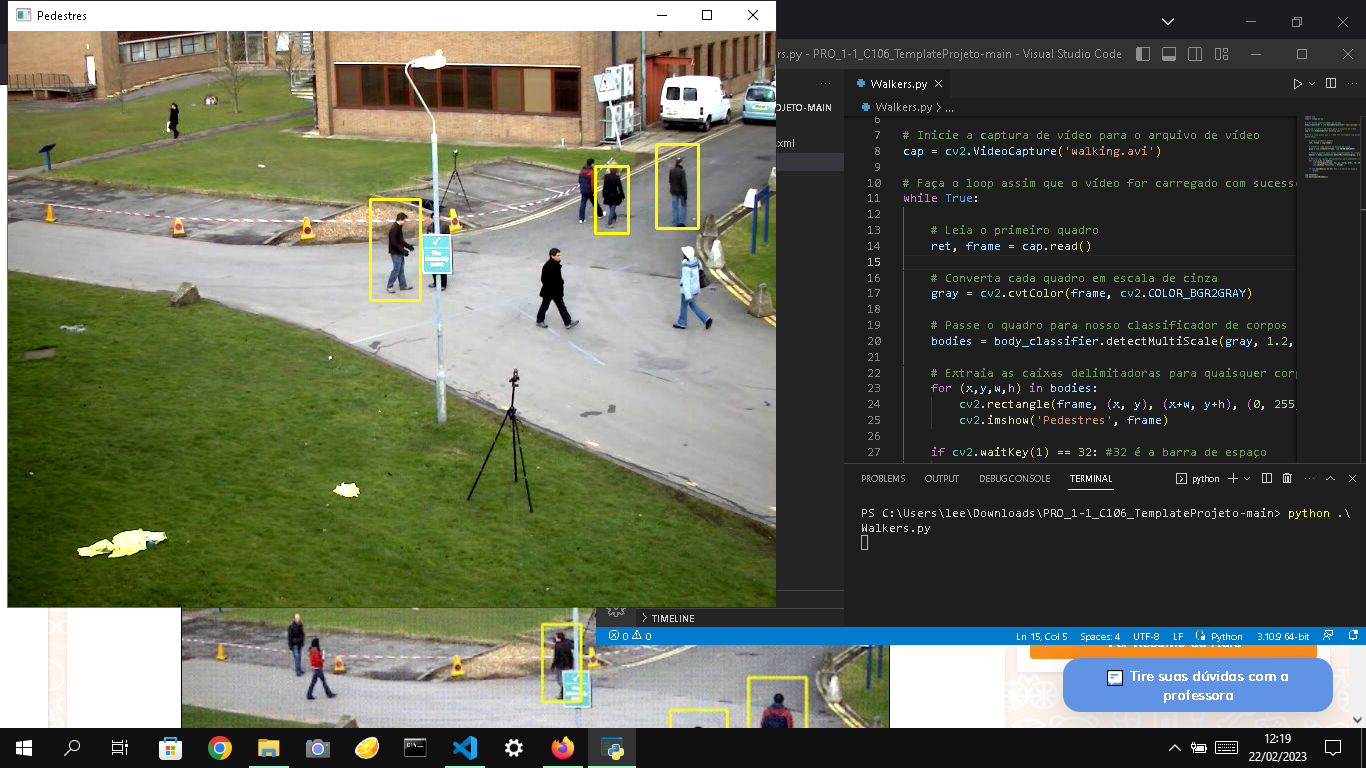 Pedestres
rs.py - PRO_1-1_C106_TemplateProjeto-main - Visual Studio Code
OJETO-MAIN
.xml
Walkers.py
Walkers.py > ...
6
7 # Inicie a captura de vídeo para o arquivo de vídeo
8 cap = cv2.VideoCapture('walking.avi')
9
10 # Faça o loop assim que o vídeo for carregado com sucess
11 while True:
12
13 # Leia o primeiro quadro
14 ret, frame = cap.read()
15
16 # Converta cada quadro em escala de cinza
17 gray = cv2.cvtColor(frame, cv2.COLOR_BGR2GRAY)
18
19 # Passe o quadro para nosso classificador de corpos
20 bodies = body_classifier.detectMultiScale(gray, 1.2,
21
22 # Extraia as caixas delimitadoras para quaisquer corp
23 for (x,y,w,h) in bodies:
24 cv2.rectangle(frame, (x, y), (x+w, y+h), (0, 255
25 cv2.imshow('Pedestres', frame)
26
27 if cv2.waitKey(1) == 32: #32 é a barra de espaço
PROBLEMS OUTPUT DEBUG CONSOLE TERMINAL python
PS C:\Users\lee\Downloads\PRO_1-1_C106_TemplateProjeto-main> python .\
Walkers.py
TIMELINE
0 0 Ln 15, Col 5 Spaces: 4 UTF-8 LF Python 3.10.9 64-bit
Tire suas dúvidas com a
professora
12:19
22/02/2023